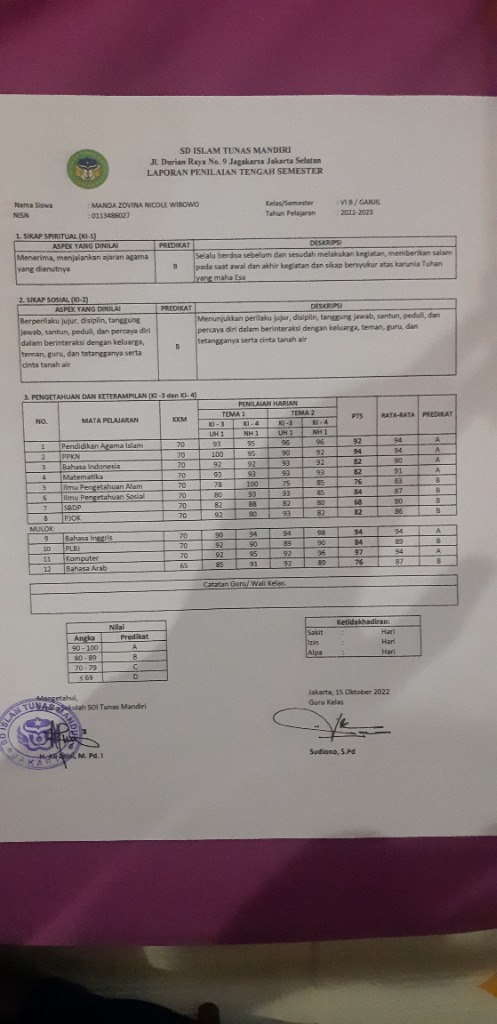 SD ISLAM TUNAS MANDIRI
Jl. Dorian Raya No. 9 Jagakarsa Jakarta Selatan
LAPORAN PENILAIAN TENGAH SEMESTER
Nama Siswa : MANDA ZOVINA NICOLE WIBOWO Kelas/Semester : VI B / GANJIL
NISN : 0113486027 Tahun Pelajaran : 2022-2023
1. SIKAP SPIRITUAL (KI-1)
ASPEK YANG DINILAI PREDIKAT DESKRIPSI
Menerima, menjalankan ajaran agama yang dianutnya B Selalu berdoa sebelum dan sesudah melakukan kegiatan, memberikan salam
pada saat awal dan akhir kegiatan dan sikap bersyukur atas karunia Tuhan
yang maha Esa
2. SIKAP SOSIAL (KI-2)
ASPEK YANG DINILAI PREDIKAT DESKRIPSI
Berperilaku jujur, disiplin, tanggung
jawab, santun, peduli, dan percaya diri
dalam berinteraksi dengan keluarga,
teman, guru, dan tetangganya serta
cinta tanah air
B
Menunjukkan perilaku jujur, disiplin, tanggung jawab, santun, peduli, dan
percaya diri dalam berinteraksi dengan keluarga, teman, guru, dan
tetangganya serta cinta tanah air
3. PENGETAHUAN DAN KETERAMPILAN (KI -3 dan KI- 4)
NO. MATA PELAJARAN KKM PENILAIAN HARIAN PTS RATA-RATA PREDIKAT
TEMA 1 TEMA 2
KI - 3 KI - 4 KI - 3 KI - 4
UH 1 NH 1 UH 1 NH 1
1 Pendidikan Agama Islam 70 93 95 96 96 92 94 A
2 PPKN 70 100 95 90 92 94 94 A
3 Bahasa Indonesia 70 92 92 93 92 82 90 A
4 Matematika 70 93 93 93 93 82 91 A
5 Ilmu Pengetahuan Alam 70 78 100 75 85 76 83 B
6 Ilmu Pengetahuan Sosial 70 80 93 93 85 84 87 B
7 SBDP 70 82 88 82 80 68 80 B
8 PJOK 70 92 80 93 82 82 86 B
MULOK:
9 Bahasa Inggris 70 90 94 94 98 94 94 A
10 PLBJ 70 92 90 89 90 84 89 B
11 Komputer 70 92 95 92 96 97 94 A
12 Bahasa Arab 65 85 91 92 89 76 87 B
Catatan Guru/ Wali Kelas:
Nilai
Angka Predikat
90 - 100 A
80 - 89 B
70 - 79 C
≤ 69 D
Ketidakhadiran:
Sakit : Hari
Izin : Hari
Alpa : Hari
Mengetahui,
Sekolah SDI Tunas Mandiri
Jakarta, 15 Oktober 2022
Guru Kelas
SD ISLAM TUNAS MANDIRI
JAKARTA
M. Pd. I
Sudiono, S.Pd